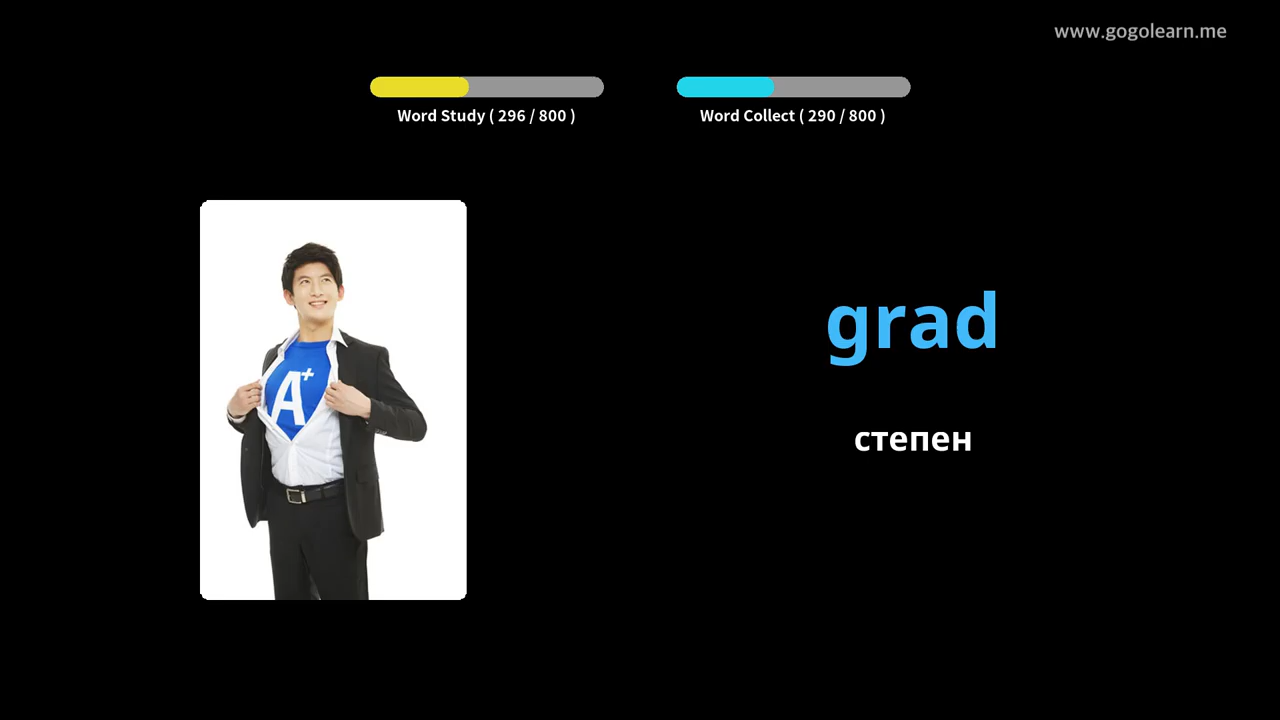 www.gogolearn.me
Word Study ( 296 / 800 )
Word Collect ( 290 / 800 )
A+
grad
степен